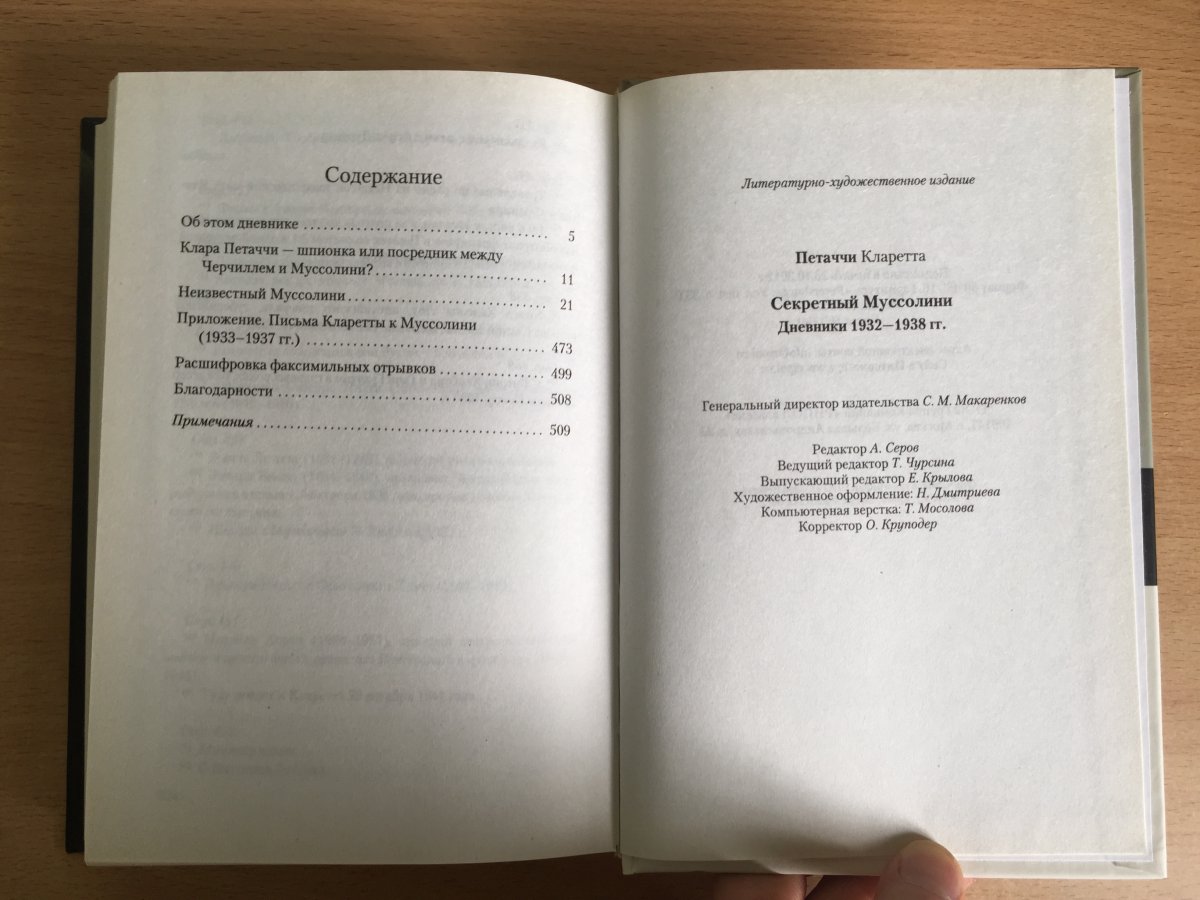 Содержание
Об этом дневнике . . . . . . . . . . . . . . . . . . . . . . . . . . . . . . . . . . . . 5
Клара Петаччи — шпионка или посредник между
Черчиллем и Муссолини? . . . . . . . . . . . . . . . . . . . . . . . . . . 11
Неизвестный Муссолини . . . . . . . . . . . . . . . . . . . . . . . . . . . . . . 21
Приложение. Письма Кларетты к Муссолини
(1933–1937 гг.) . . . . . . . . . . . . . . . . . . . . . . . . . . . . . . . . . . . 473
Расшифровка факсимильных отрывков . . . . . . . . . . . . . . . . 499
Благодарности . . . . . . . . . . . . . . . . . . . . . . . . . . . . . . . . . . . . . . . 508
Примечания . . . . . . . . . . . . . . . . . . . . . . . . . . . . . . . . . . . . . . . . . 509
Литературно-художественное издание
Петаччи Кларетта
Секретный Муссолини
Дневники 1932—1938 гг.
Генеральный директор издательства С. М. Макаренков
Редактор А. Серов
Ведущий редактор Т. Чурсина
Выпускающий редактор Е. Крылова
Художественное оформление: Н. Дмитриева
Компьютерная верстка: Т. Мосолова
Корректор О. Круподер